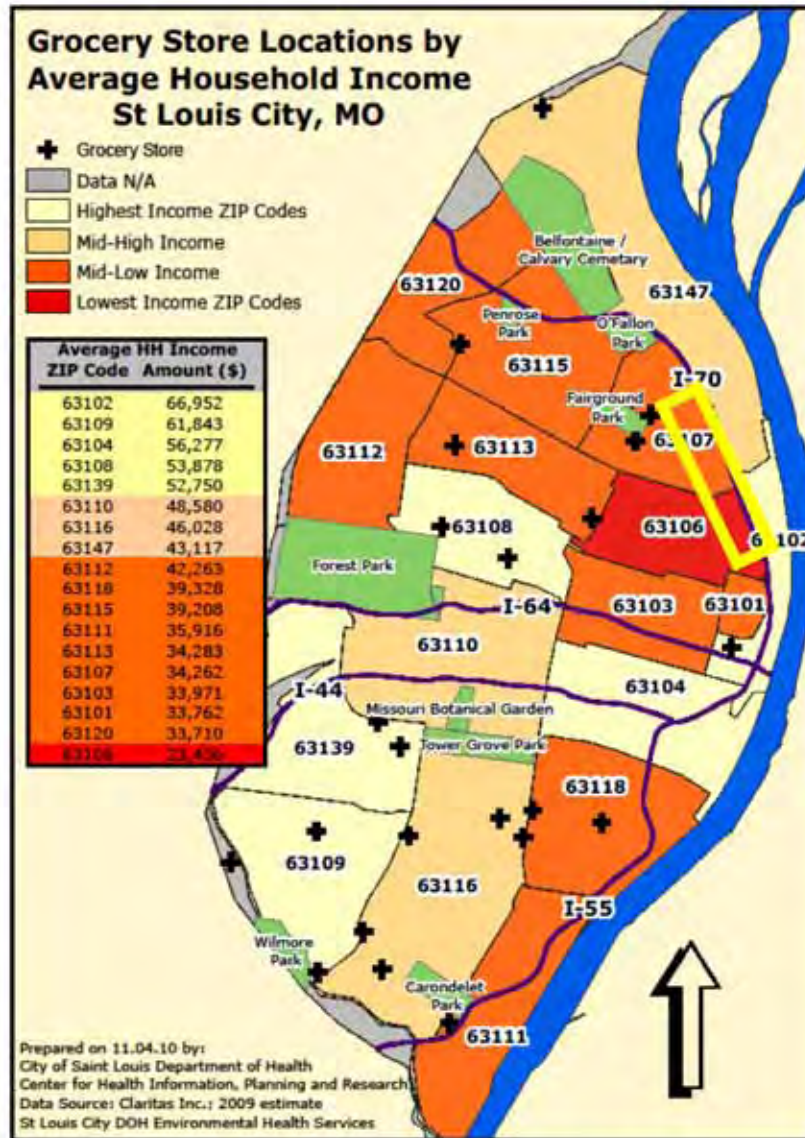 Grocery Store Locations by
Average Household Income
St Louis City, MO
Grocery Store
Data N/A
Highest Income ZIP Codes
Mid-High Income
Mid-Low Income
Lowest Income ZIP Codes
Average HH Income
ZIP Code Amount ($)
63102 66,952
63109 61,843
63104 56,277
63108 53,878
63139 52,750
63110 48,580
63116 46,028
63147 43,117
63112 42,263
63118 39,328
63115 39,208
63111 35,916
63113 34,283
63107 34,262
63103 33,971
63101 33,762
63120 33,710
63106
Belfontaine /
Calvary Cemetary
63147
63120
Penrose
Park
O'Fallon
Park
63115
I-70
Fairground
Park
63107
63112
63113
63108
63106
63102
Forest Park
I-64
63103
63101
63110
63104
I-44
Missouri Botanical Garden
Tower Grove Park
63139
63118
63109
63116
I-55
Wilmore
Park
Carondelet
Park
63111
Prepared on 11.04.10 by:
City of Saint Louis Department of Health
Center for Health Information, Planning and Research
Data Source: Claritas Inc.; 2009 estimate
St Louis City DOH Environmental Health Services